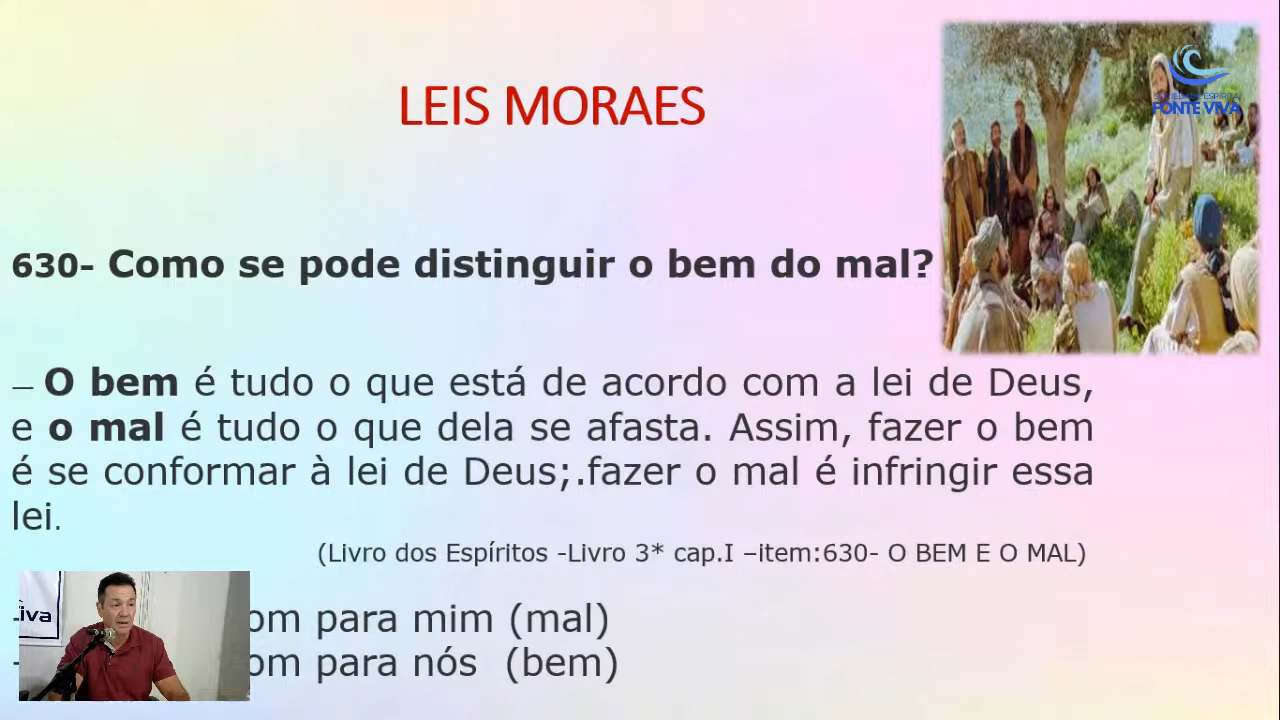 LEIS MORAES
SOCIEDADE ESPÍRITA
FONTE VIVA
630- Como se pode distinguir o bem do mal?
– O bem é tudo o que está de acordo com a lei de Deus,
e o mal é tudo o que dela se afasta. Assim, fazer o bem
é se conformar à lei de Deus;.fazer o mal é infringir essa
lei.
(Livro dos Espíritos -Livro 3* cap.I –item:630- O BEM E O MAL)
para mim (mal)
para nós (bem)